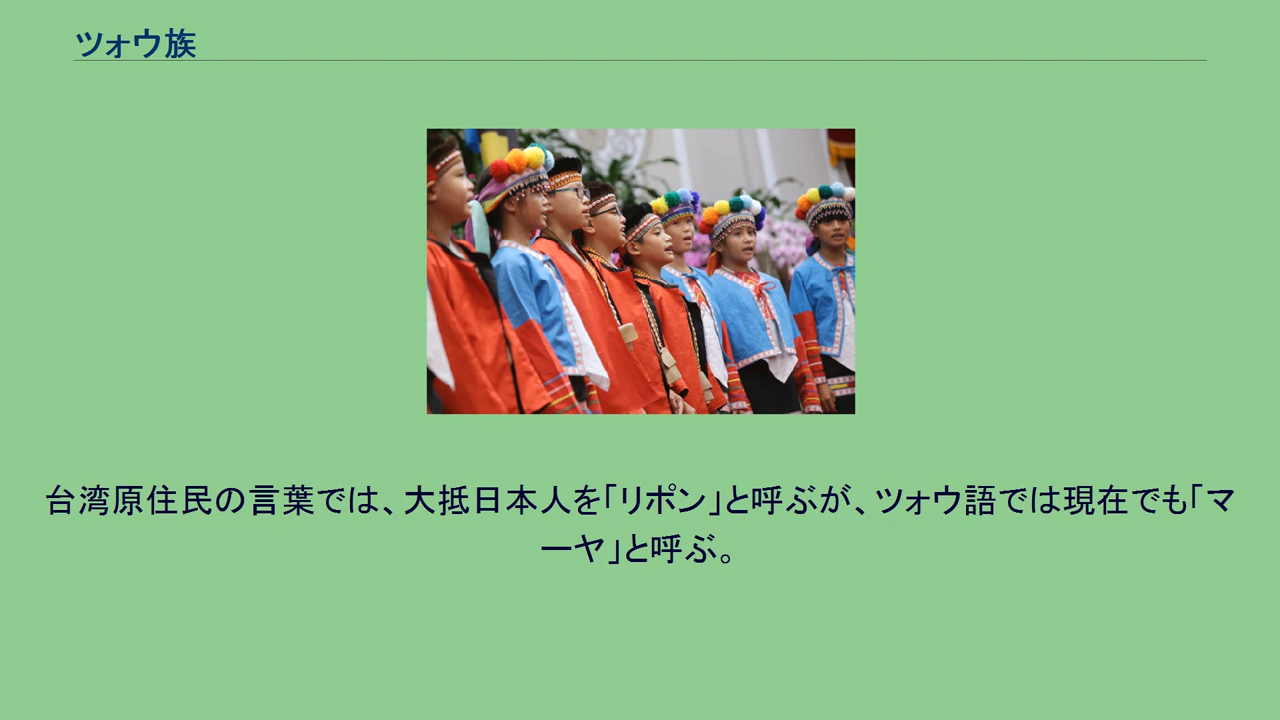 ツォウ族
台湾原住民の言葉では、大抵日本人を｢リポン｣と呼ぶが、ツォウ語では現在でも｢マ
ーヤ｣と呼ぶ。